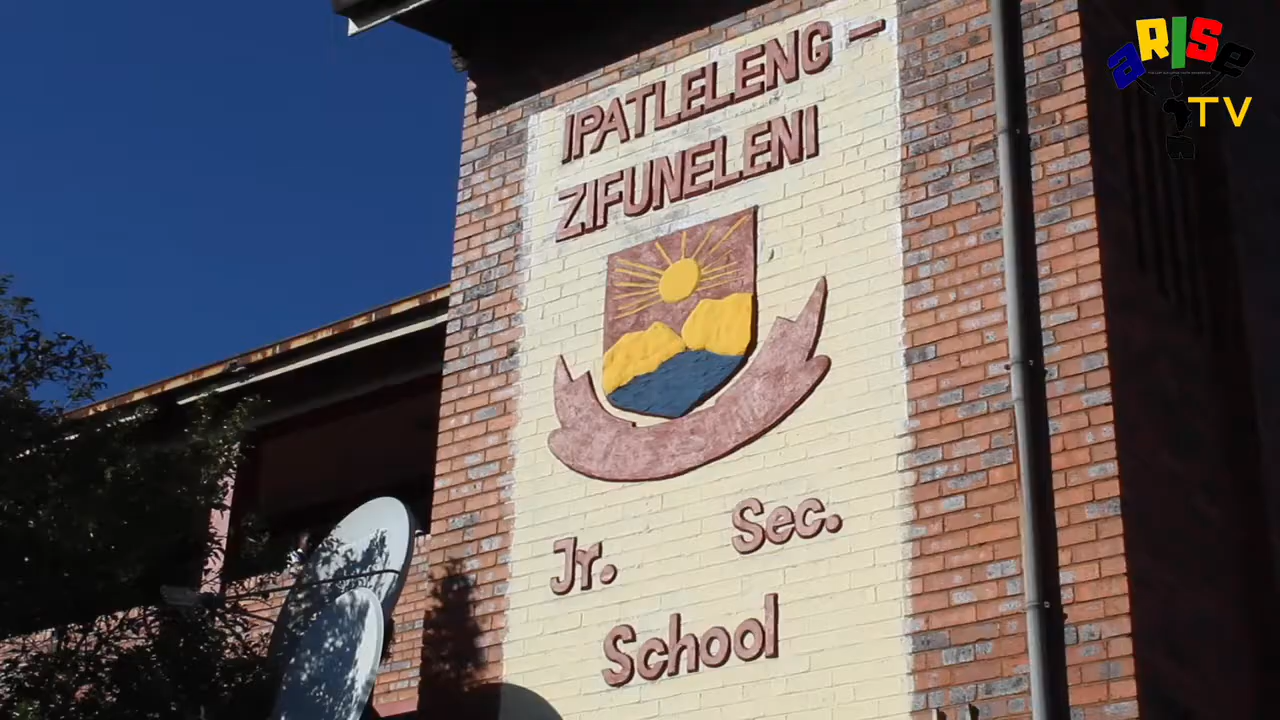 IPATLELENG -
ZIFUNELENI
Jr. Sec.
School
aRISe
TV